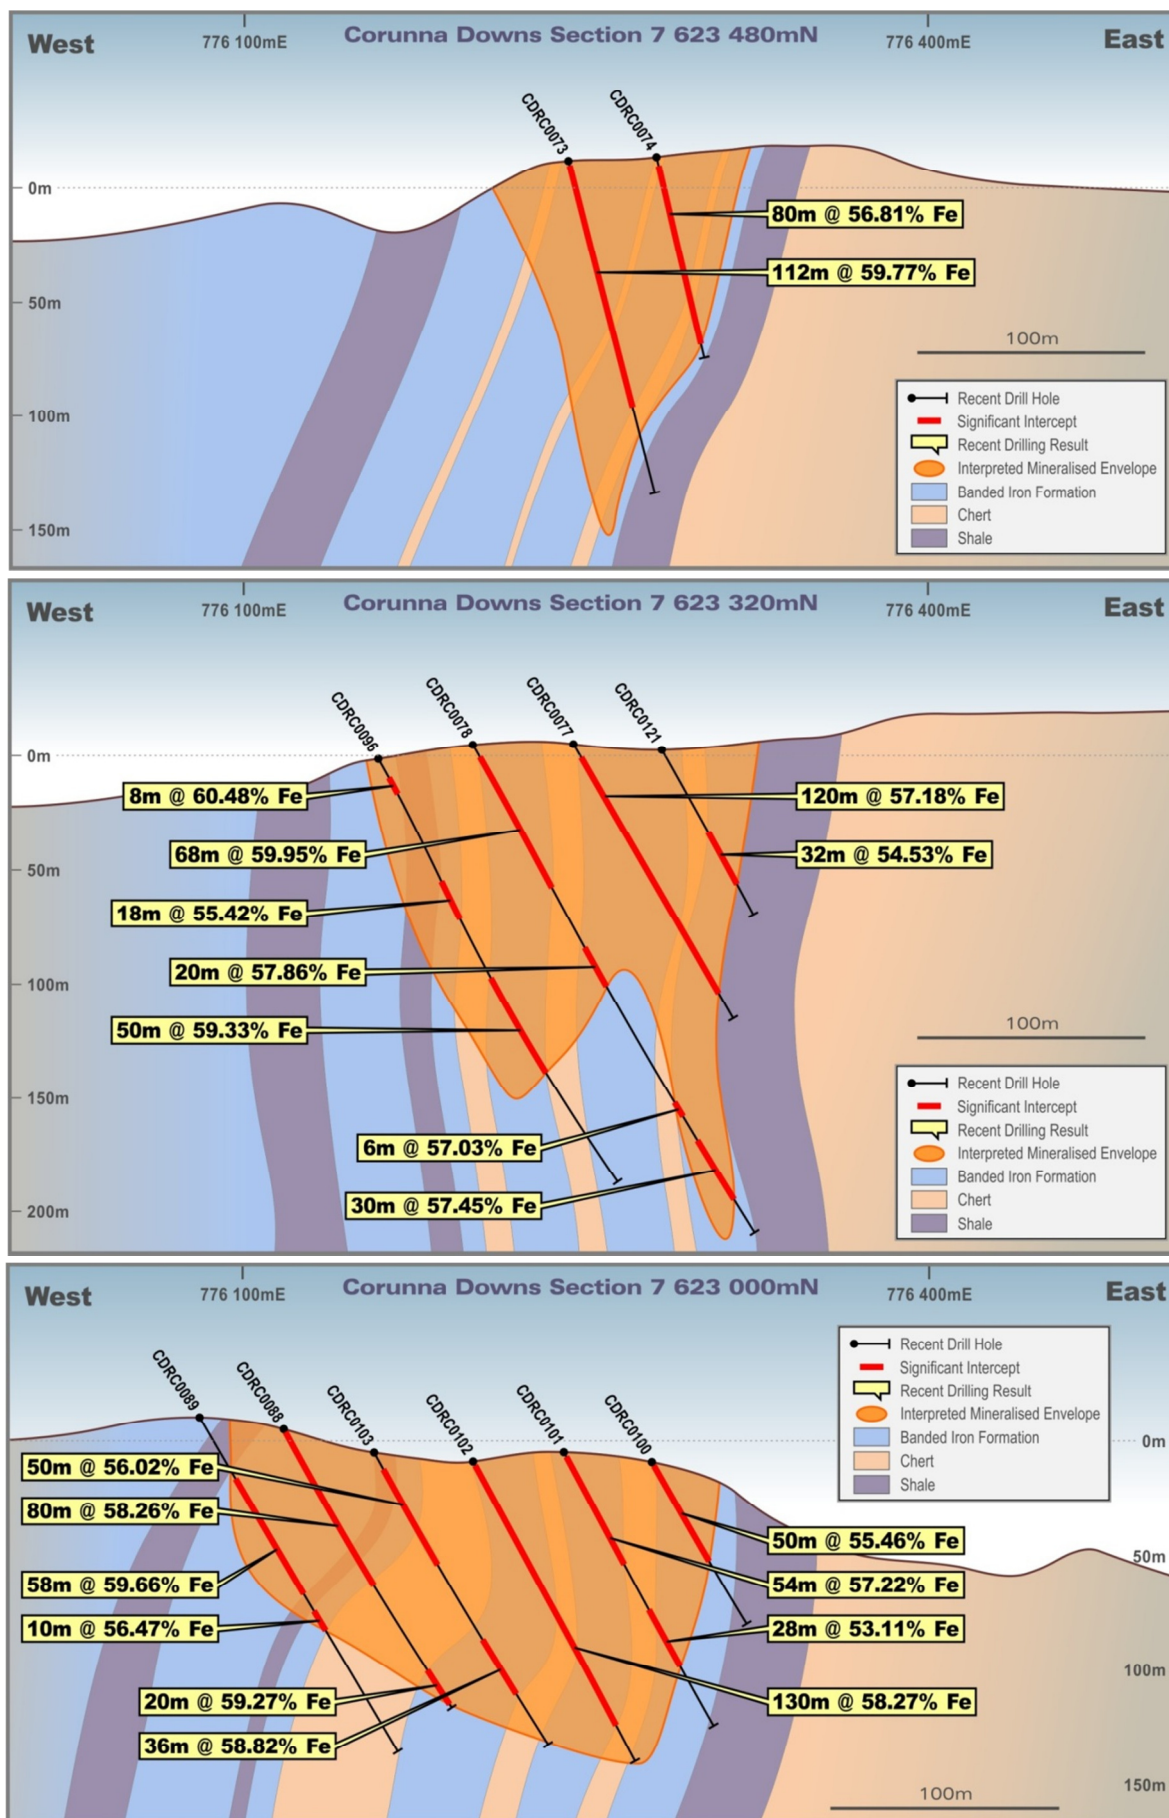 West
776 100mE
Corunna Downs Section 7 623 480mN
776 400mE
East
CDRC0073
CDRC0074
0m
80m @ 56.81% Fe
112m @ 59.77% Fe
50m
100m
100m
150m
Recent Drill Hole
Significant Intercept
Recent Drilling Result
Interpreted Mineralised Envelope
Banded Iron Formation
Chert
Shale
West
776 100mE
Corunna Downs Section 7 623 320mN
776 400mE
East
CDRC0096
CDRC0078
CDRC0077
CDRC0121
0m
8m @ 60.48% Fe
120m @ 57.18% Fe
68m @ 59.95% Fe
32m @ 54.53% Fe
50m
18m @ 55.42% Fe
20m @ 57.86% Fe
100m
50m @ 59.33% Fe
100m
150m
6m @ 57.03% Fe
30m @ 57.45% Fe
200m
Recent Drill Hole
Significant Intercept
Recent Drilling Result
Interpreted Mineralised Envelope
Banded Iron Formation
Chert
Shale
West
776 100mE
Corunna Downs Section 7 623 000mN
776 400mE
East
Recent Drill Hole
Significant Intercept
Recent Drilling Result
Interpreted Mineralised Envelope
Banded Iron Formation
Chert
Shale
CDRC0089
CDRC0088
CDRC0103
CDRC0102
CDRC0101
CDRC0100
0m
50m @ 56.02% Fe
80m @ 58.26% Fe
58m @ 59.66% Fe
10m @ 56.47% Fe
20m @ 59.27% Fe
36m @ 58.82% Fe
50m @ 55.46% Fe
50m
54m @ 57.22% Fe
28m @ 53.11% Fe
100m
130m @ 58.27% Fe
150m
100m